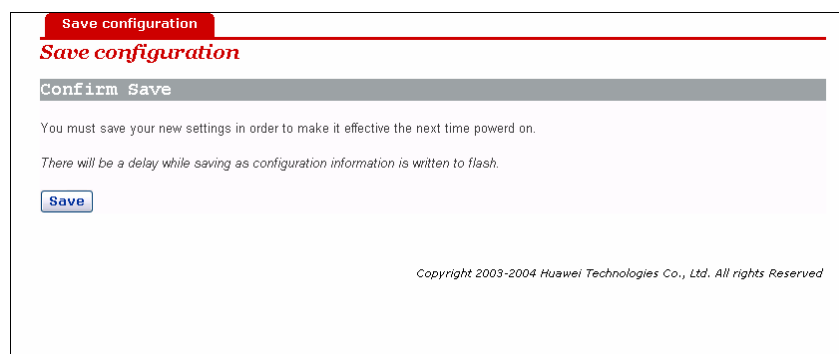 Save configuration
Save configuration
Confirm Save
You must save your new settings in order to make it effective the next time powerd on.
There will be a delay while saving as configuration information is written to flash.
Save
Copyright 2003-2004 Huawei Technologies Co., Ltd. All rights Reserved